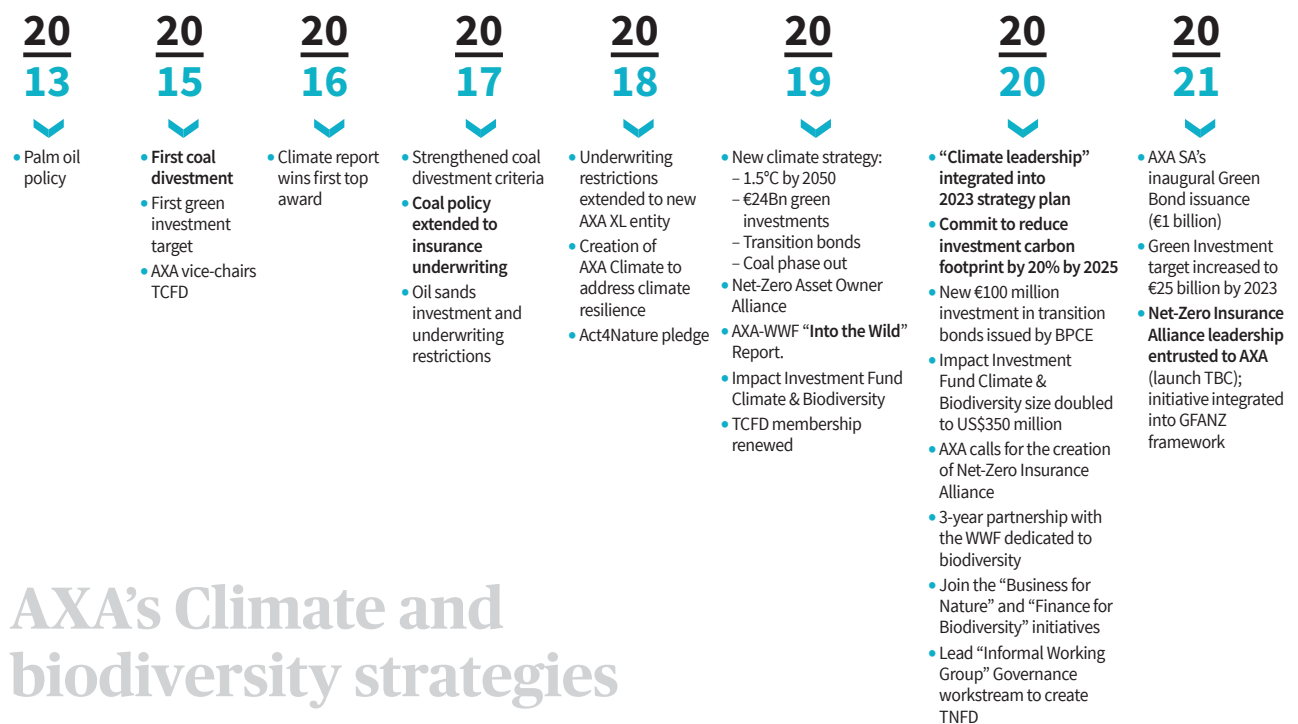 20
13
• Palm oil
policy
20
15
• First coal
divestment
• First green
investment
target
• AXA vice-chairs
TCFD
20
16
• Climate report
wins first top
award
20
17
• Strengthened coal
divestment criteria
• Coal policy
extended to
insurance
underwriting
• Oil sands
investment and
underwriting
restrictions
20
18
• Underwriting
restrictions
extended to new
AXA XL entity
• Creation of
AXA Climate to
address climate
resilience
• Act4Nature pledge
20
19
• New climate strategy:
– 1.5°C by 2050
– €24Bn green
investments
– Transition bonds
– Coal phase out
• Net-Zero Asset Owner
Alliance
• AXA-WWF “Into the Wild”
Report.
• Impact Investment Fund
Climate & Biodiversity
• TCFD membership
renewed
20
20
• “Climate leadership”
integrated into
2023 strategy plan
• Commit to reduce
investment carbon
footprint by 20% by 2025
• New €100 million
investment in transition
bonds issued by BPCE
• Impact Investment
Fund Climate &
Biodiversity size doubled
to US$350 million
• AXA calls for the creation
of Net-Zero Insurance
Alliance
• 3-year partnership with
the WWF dedicated to
biodiversity
• Join the “Business for
Nature” and “Finance for
Biodiversity” initiatives
• Lead “Informal Working
Group” Governance
workstream to create
TNFD
20
21
• AXA SA’s
inaugural Green
Bond issuance
(€1 billion)
• Green Investment
target increased to
€25 billion by 2023
• Net-Zero Insurance
Alliance leadership
entrusted to AXA
(launch TBC);
initiative integrated
into GFANZ
framework
AXA’s Climate and
biodiversity strategies